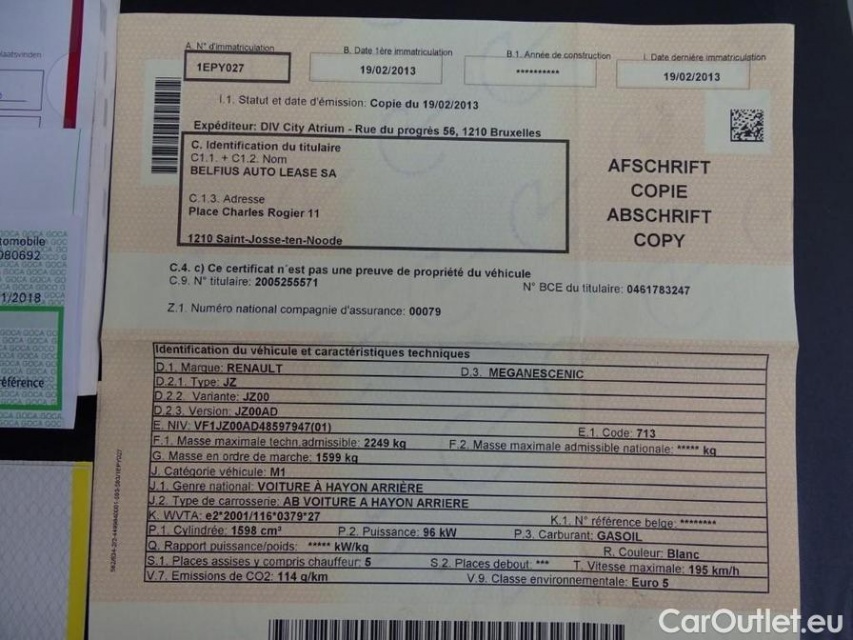 A. N° d'immatriculation
1EPY027
B. Date 1ère immatriculation
19/02/2013
B.1. Année de construction
**********
I. Date dernière immatriculation
19/02/2013
I.1. Statut et date d'émission: Copie du 19/02/2013
Expéditeur: DIV City Atrium - Rue du progrès 56, 1210 Bruxelles
C. Identification du titulaire
C1.1. + C1.2. Nom
BELFIUS AUTO LEASE SA
C.1.3. Adresse
Place Charles Rogier 11
1210 Saint-Josse-ten-Noode
AFSCHRIFT
COPIE
ABSCHRIFT
COPY
C.4. c) Ce certificat n'est pas une preuve de propriété du véhicule
C.9. N° titulaire: 2005255571
N° BCE du titulaire: 0461783247
Z.1. Numéro national compagnie d'assurance: 00079
Identification du véhicule et caractéristiques techniques
D.1. Marque: RENAULT
D.3. MEGANESCENIC
D.2.1. Type: JZ
D.2.2. Variante: JZ00
D.2.3. Version: JZ00AD
E. NIV: VF1JZ00AD48597947(01)
E.1. Code: 713
F.1. Masse maximale techn.admissible: 2249 kg
F.2. Masse maximale admissible nationale: ***** kg
G. Masse en ordre de marche: 1599 kg
J. Catégorie véhicule: M1
J.1. Genre national: VOITURE À HAYON ARRIÈRE
J.2. Type de carrosserie: AB VOITURE A HAYON ARRIERE
K. WVTA: e2*2001/116*0379*27
K.1. N° référence belge: ********
P.1. Cylindrée: 1598 cm³
P.2. Puissance: 96 kW
P.3. Carburant: GASOIL
Q. Rapport puissance/poids: ***** kW/kg
R. Couleur: Blanc
S.1. Places assises y compris chauffeur: 5
S.2. Places debout: ***
T. Vitesse maximale: 195 km/h
V.7. Emissions de CO2: 114 g/km
V.9. Classe environnementale: Euro 5
tomobile
080692
1/2018
GOCA GOCA GOCA
éférence
CarOutlet.eu